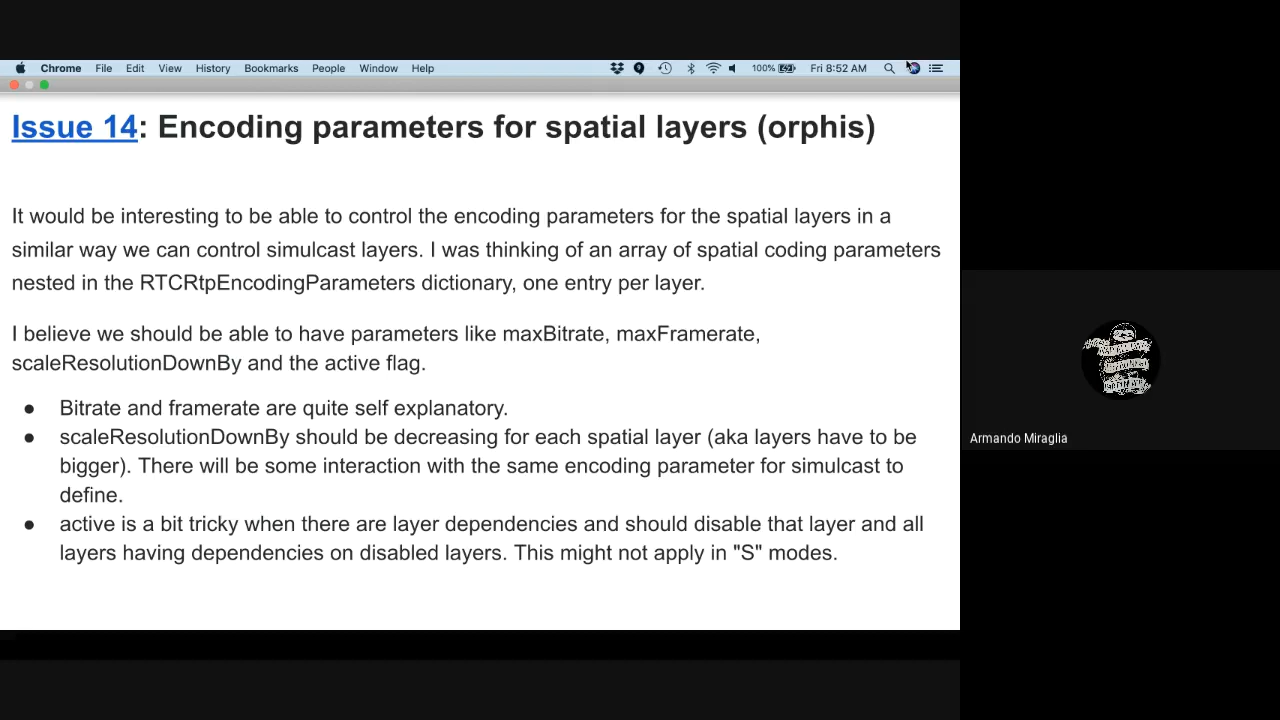 Chrome File Edit View History Bookmarks People Window Help 100% Fri 8:52 AM
Issue 14: Encoding parameters for spatial layers (orphis)
It would be interesting to be able to control the encoding parameters for the spatial layers in a
similar way we can control simulcast layers. I was thinking of an array of spatial coding parameters
nested in the RTCRtpEncodingParameters dictionary, one entry per layer.
I believe we should be able to have parameters like maxBitrate, maxFramerate,
scaleResolutionDownBy and the active flag.
● Bitrate and framerate are quite self explanatory.
● scaleResolutionDownBy should be decreasing for each spatial layer (aka layers have to be
bigger). There will be some interaction with the same encoding parameter for simulcast to
define.
● active is a bit tricky when there are layer dependencies and should disable that layer and all
layers having dependencies on disabled layers. This might not apply in "S" modes.
Armando Miraglia